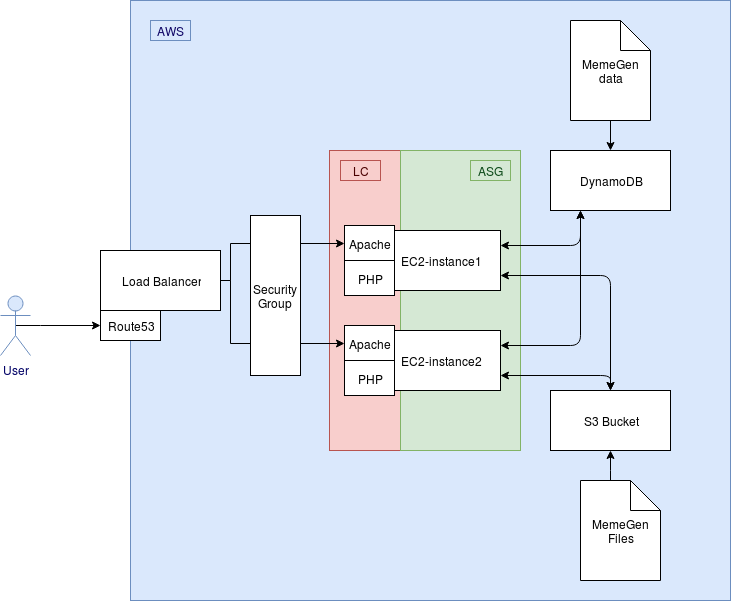 AWS
MemeGen
data
LC
ASG
DynamoDB
Apache
EC2-instance1
PHP
Load Balancer
Security
Group
Route53
User
Apache
EC2-instance2
PHP
S3 Bucket
MemeGen
Files